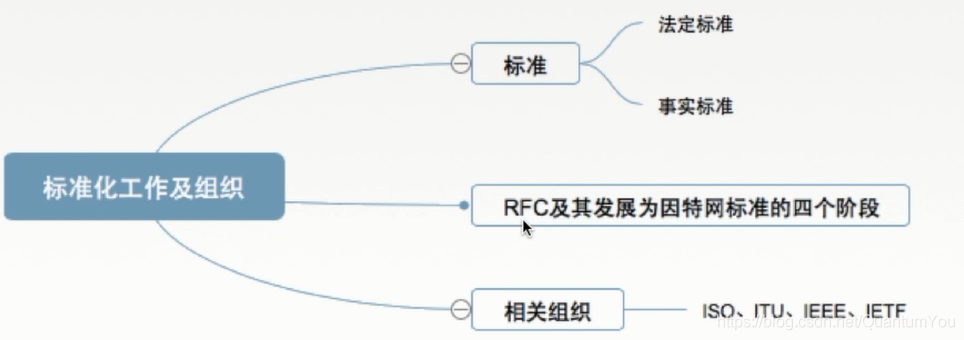 法定标准
标准
事实标准
标准化工作及组织
RFC及其发展为因特网标准的四个阶段
相关组织
ISO、ITU、IEEE、IETF
https://blog.csdn.net/QuantumYou